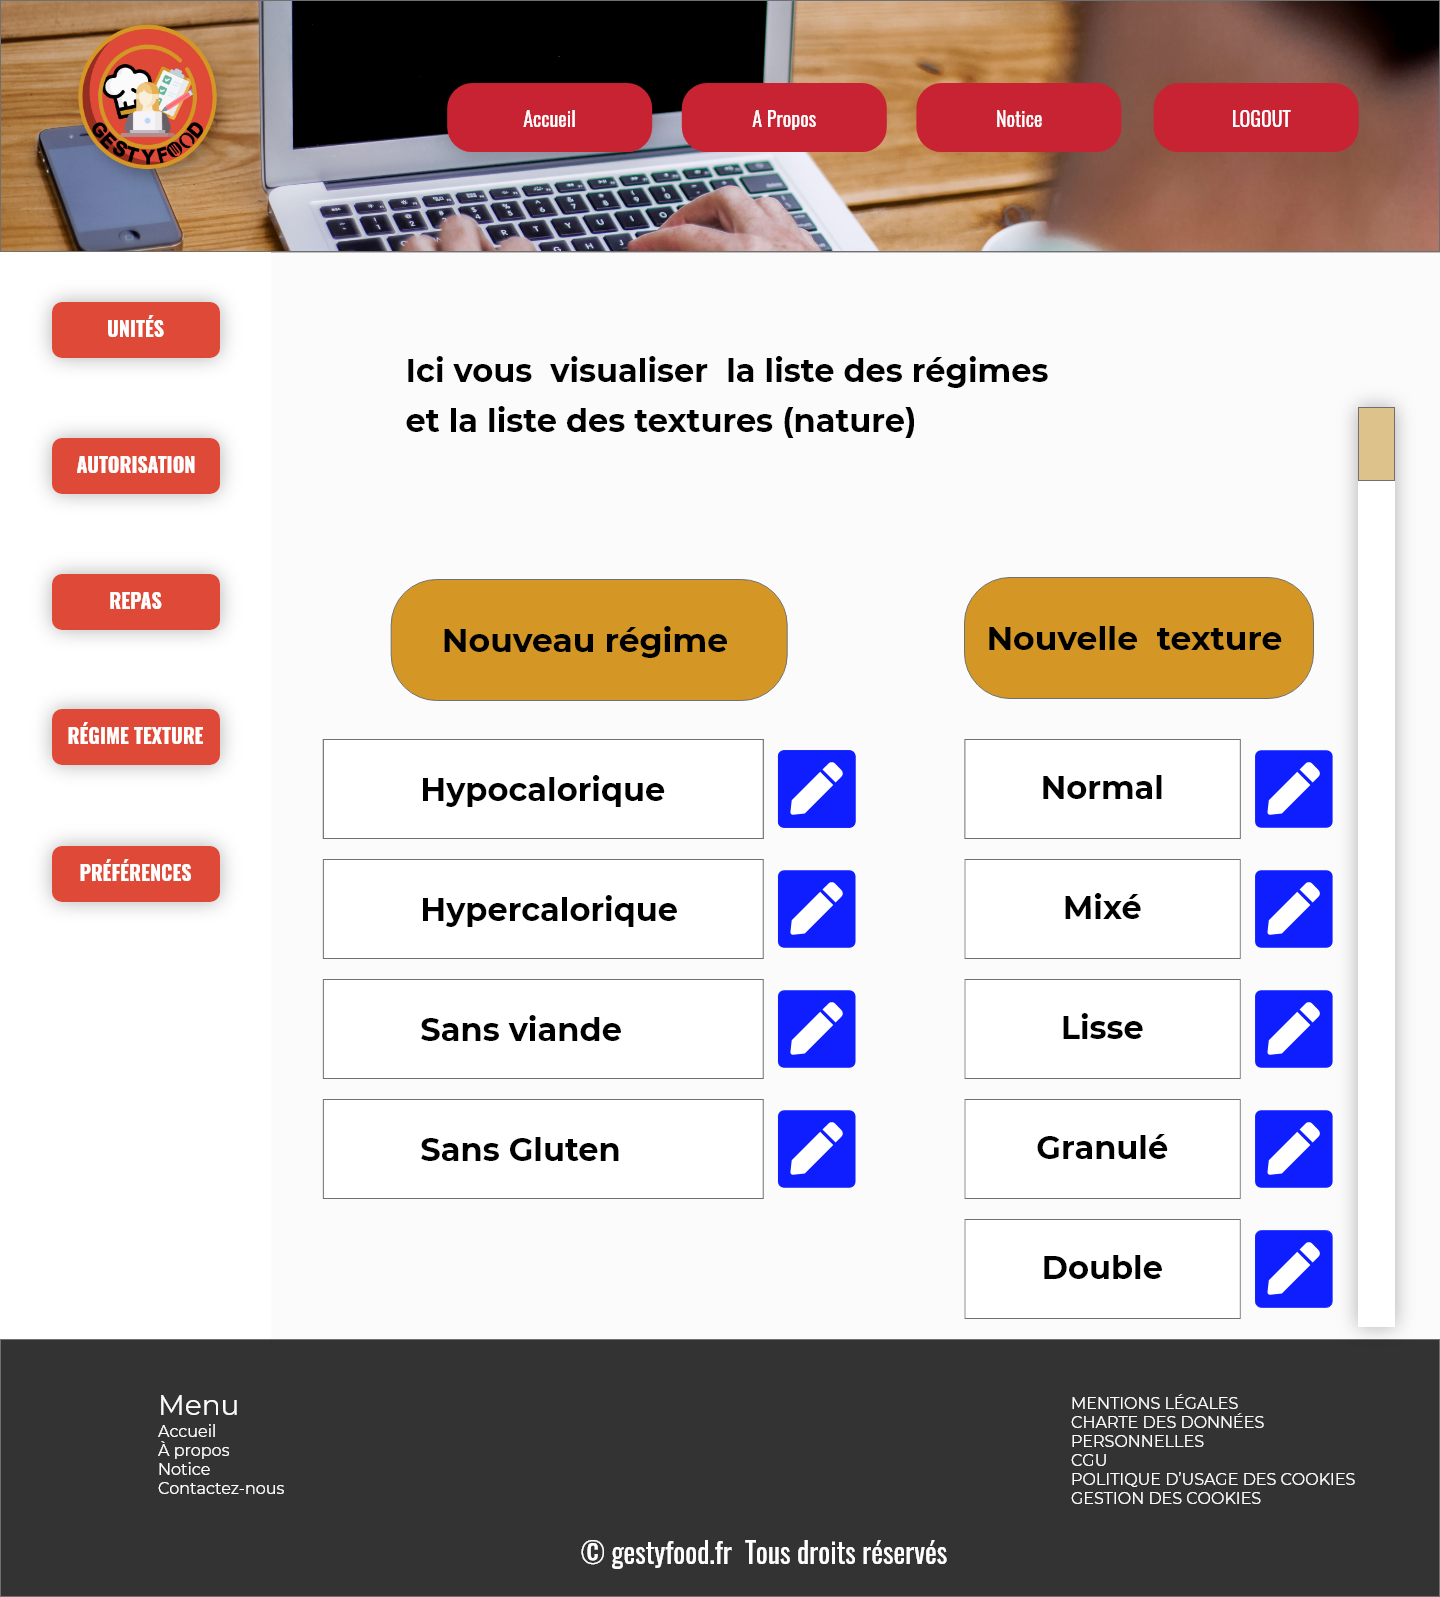 GESTYFOOD
Accueil
A Propos
Notice
LOGOUT
UNITÉS
AUTORISATION
REPAS
RÉGIME TEXTURE
PRÉFÉRENCES
Ici vous  visualiser  la liste des régimes
et la liste des textures (nature)
Nouveau régime
Hypocalorique
Hypercalorique
Sans viande
Sans Gluten
Nouvelle  texture
Normal
Mixé
Lisse
Granulé
Double
Menu
Accueil
À propos
Notice
Contactez-nous
MENTIONS LÉGALES
CHARTE DES DONNÉES
PERSONNELLES
CGU
POLITIQUE D'USAGE DES COOKIES
GESTION DES COOKIES
© gestyfood.fr  Tous droits réservés